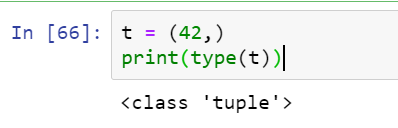 In [66]: t = (42,)
print(type(t))
<class 'tuple'>